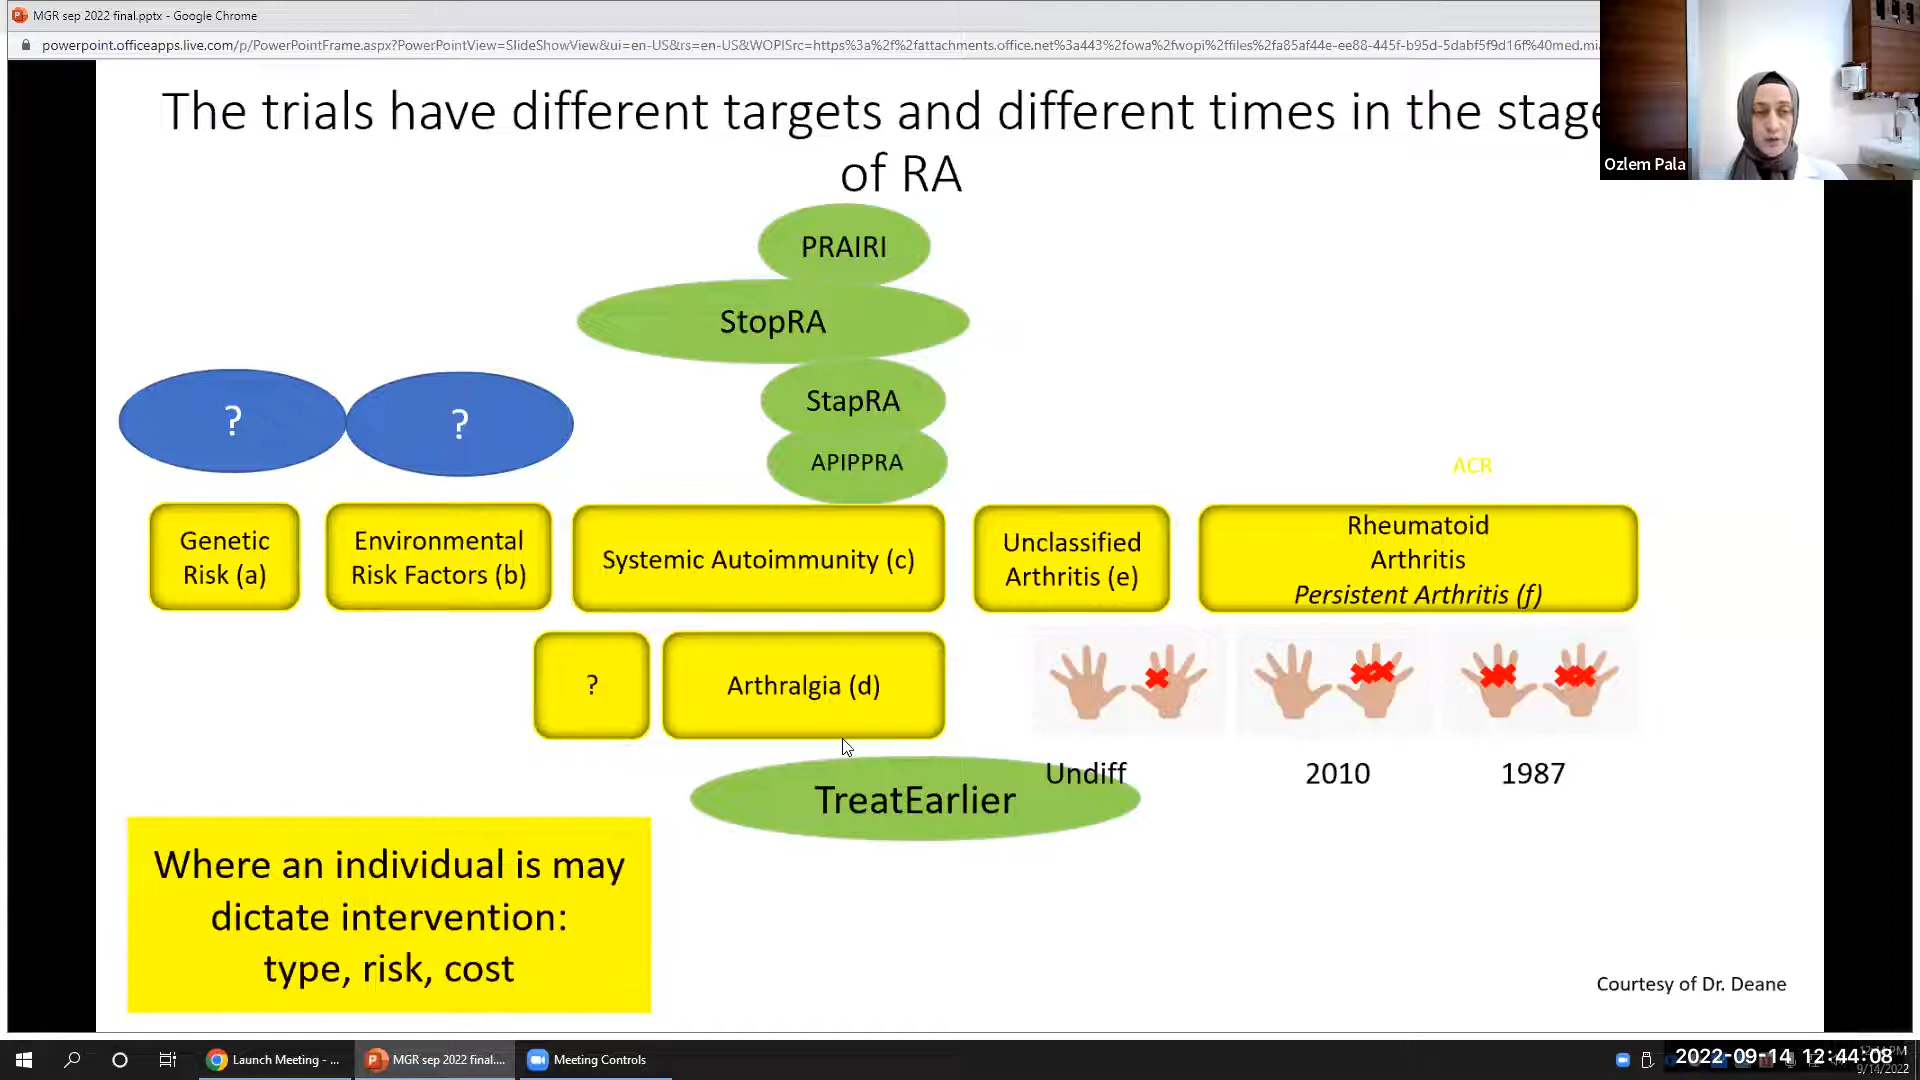 MGR sep 2022 final.pptx - Google Chrome
powerpoint.officeapps.live.com/p/PowerPointFrame.aspx?PowerPointView=SlideShowView&ui=en-US&rs=en-US&WOPISrc=https%3a%2f%2fattachments.office.net%3a443%2fowa%2fwopi%2ffiles%2fa85af44e-ee88-445f-b95d-5dabf5f9d16f%40med.mi
The trials have different targets and different times in the stage
of RA
Ozlem Pala
PRAIRI
StopRA
?
?
StapRA
APIPPRA
ACR
Genetic
Risk (a)
Environmental
Risk Factors (b)
Systemic Autoimmunity (c)
Unclassified
Arthritis (e)
Rheumatoid
Arthritis
Persistent Arthritis (f)
?
Arthralgia (d)
Undiff
2010
1987
TreatEarlier
Where an individual is may
dictate intervention:
type, risk, cost
Courtesy of Dr. Deane
Launch Meeting - ...
MGR sep 2022 final....
Meeting Controls
2022-09-14 12:44:08
9/14/2022